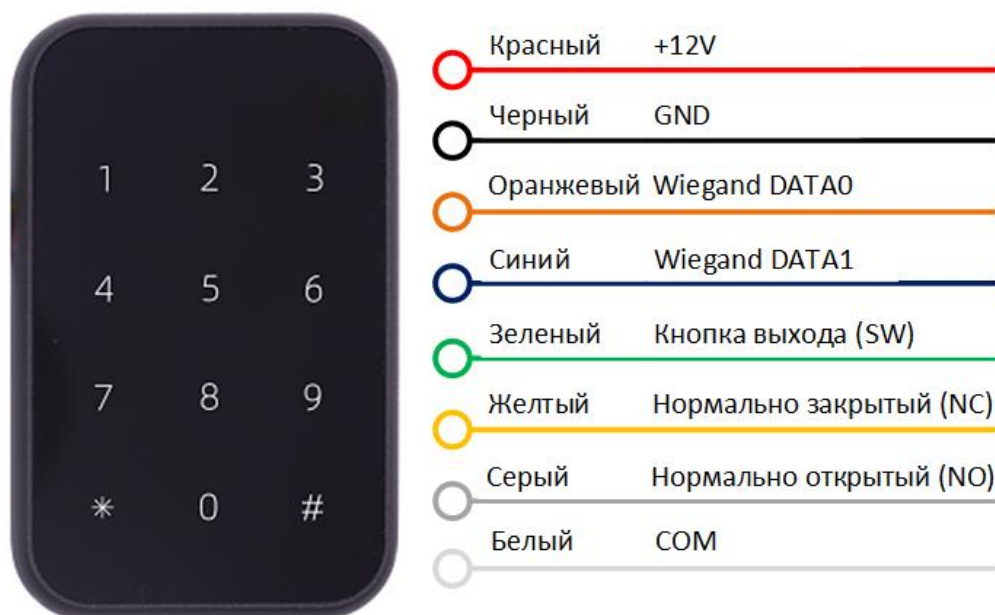 1 2 3
4 5 6
7 8 9
* 0 #
Красный +12V
Черный GND
Оранжевый Wiegand DATA0
Синий Wiegand DATA1
Зеленый Кнопка выхода (SW)
Желтый Нормально закрытый (NC)
Серый Нормально открытый (NO)
Белый COM